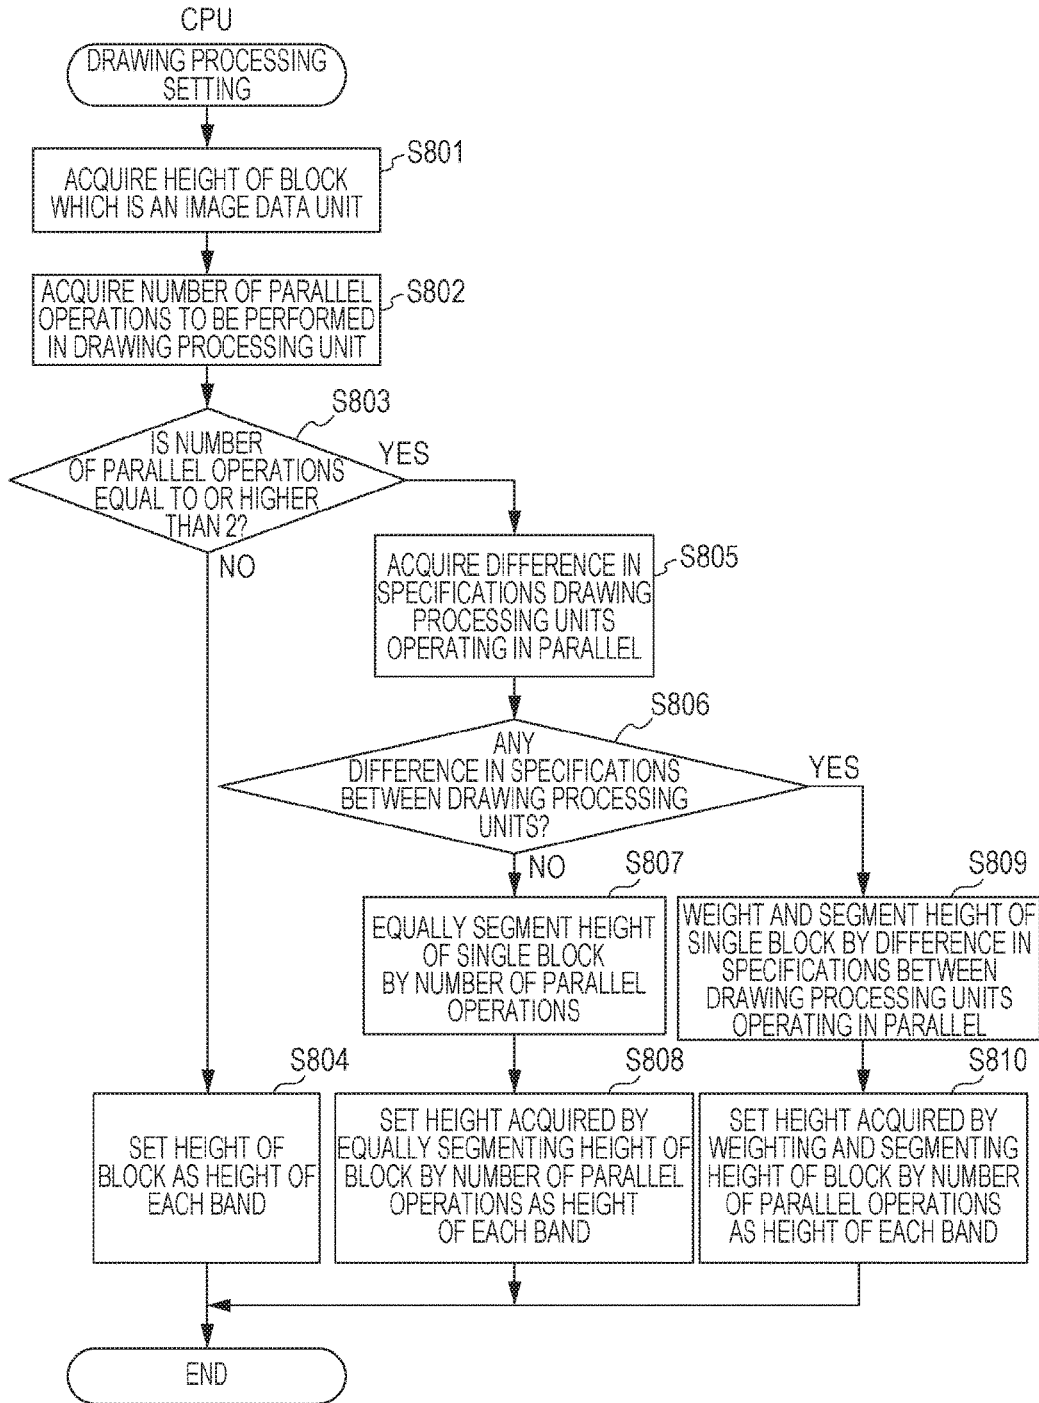 CPU
DRAWING PROCESSING
SETTING
S801
ACQUIRE HEIGHT OF BLOCK
WHICH IS AN IMAGE DATA UNIT
S802
ACQUIRE NUMBER OF PARALLEL
OPERATIONS TO BE PERFORMED
IN DRAWING PROCESSING UNIT
S803
IS NUMBER
OF PARALLEL OPERATIONS
EQUAL TO OR HIGHER
THAN 2?
YES
NO
S805
ACQUIRE DIFFERENCE IN
SPECIFICATIONS DRAWING
PROCESSING UNITS
OPERATING IN PARALLEL
S806
ANY
DIFFERENCE IN SPECIFICATIONS
BETWEEN DRAWING PROCESSING
UNITS?
YES
NO
S807
EQUALLY SEGMENT HEIGHT
OF SINGLE BLOCK
BY NUMBER OF PARALLEL
OPERATIONS
S809
WEIGHT AND SEGMENT HEIGHT OF
SINGLE BLOCK BY DIFFERENCE IN
SPECIFICATIONS BETWEEN
DRAWING PROCESSING UNITS
OPERATING IN PARALLEL
S804
SET HEIGHT OF
BLOCK AS HEIGHT OF
EACH BAND
S808
SET HEIGHT ACQUIRED BY
EQUALLY SEGMENTING HEIGHT OF
BLOCK BY NUMBER OF PARALLEL
OPERATIONS AS HEIGHT
OF EACH BAND
S810
SET HEIGHT ACQUIRED BY
WEIGHTING AND SEGMENTING
HEIGHT OF BLOCK BY NUMBER
OF PARALLEL OPERATIONS
AS HEIGHT OF EACH BAND
END